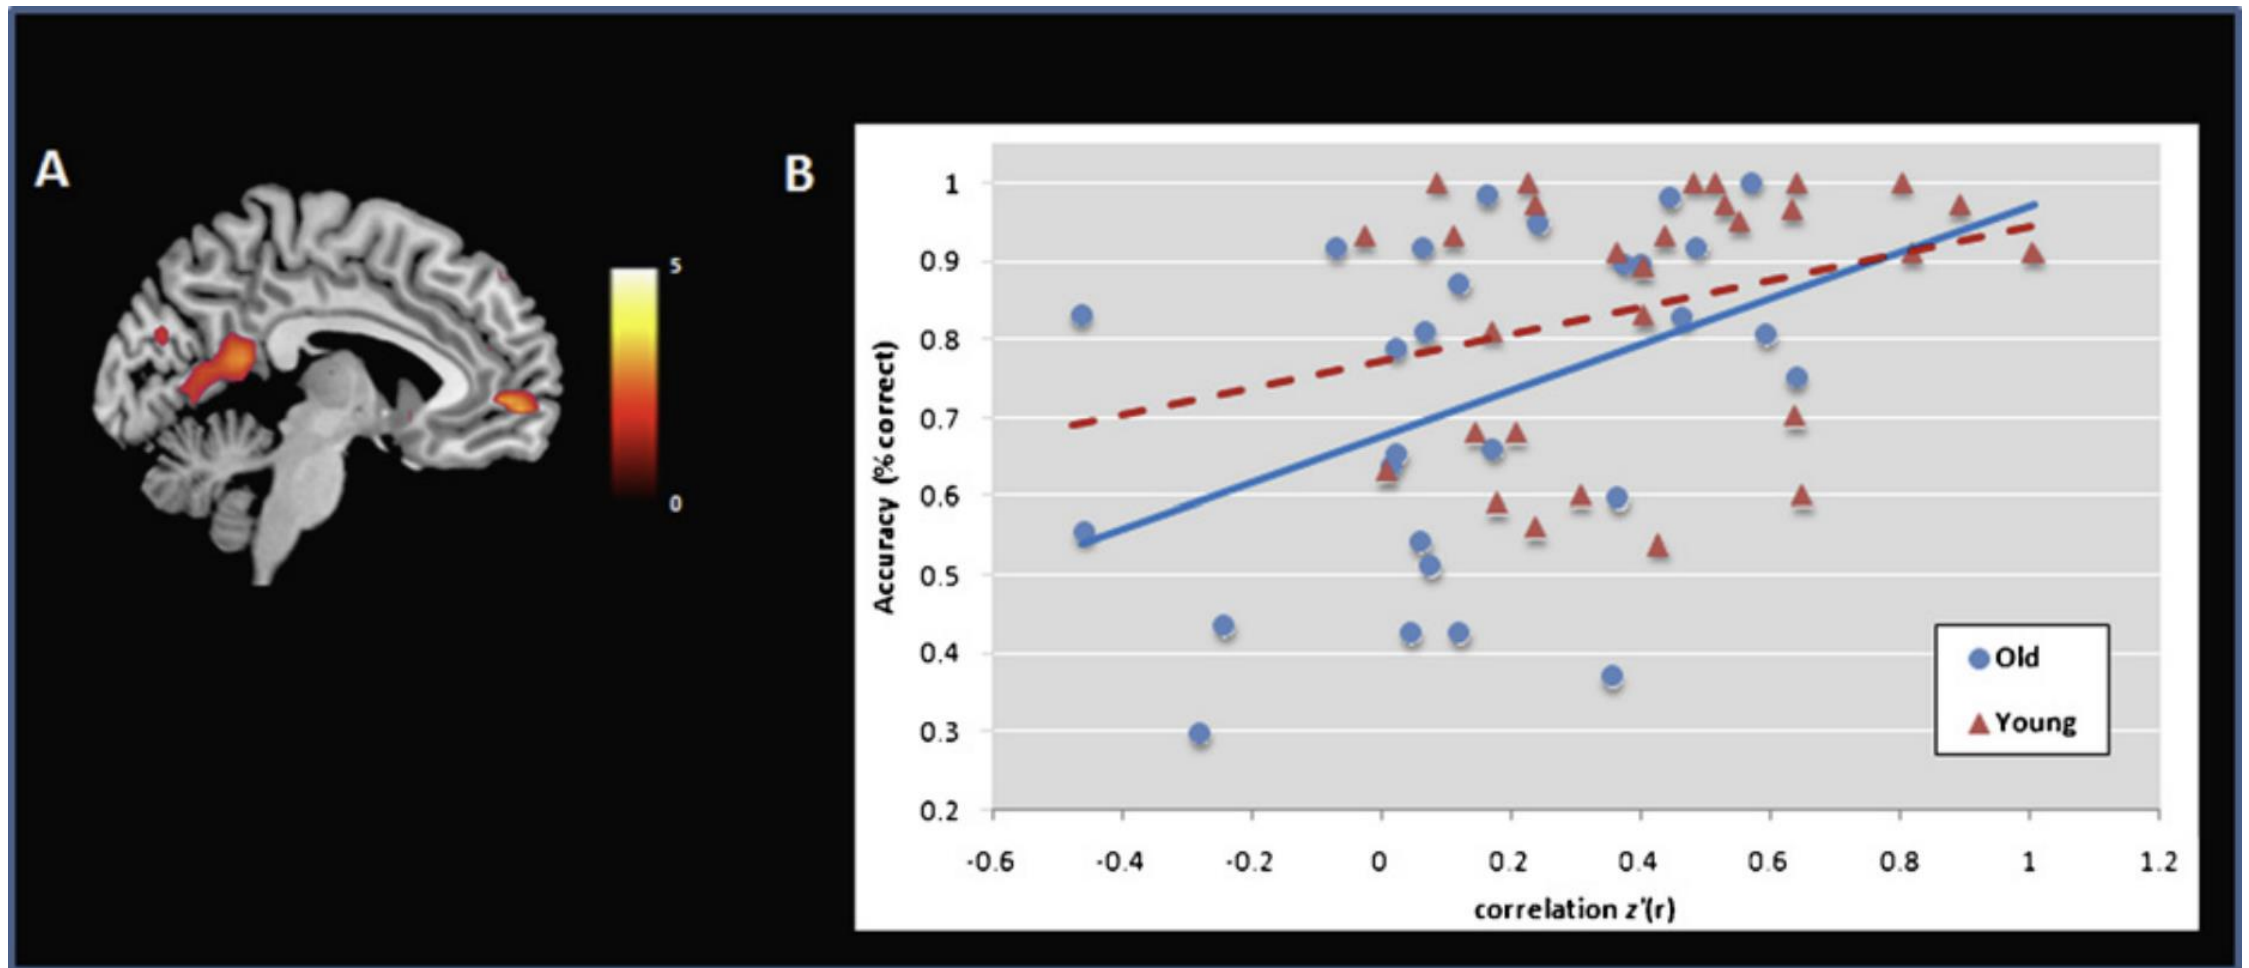 A
5
0
B
Accuracy (% correct)
1
0.9
0.8
0.7
0.6
0.5
0.4
0.3
0.2
-0.6 -0.4 -0.2 0 0.2 0.4 0.6 0.8 1 1.2
correlation z'(r)
Old
Young